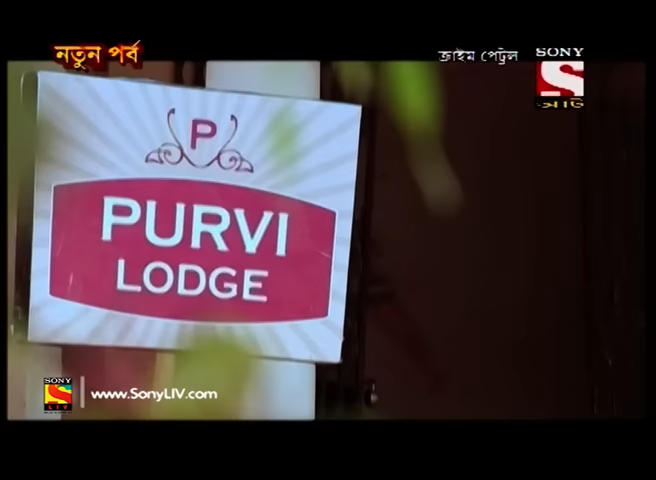 নতুন পর্ব
ক্রাইম পেট্রল
SONY
S
আট
P
PURVI
LODGE
SONY
S
LIV
www.SonyLIV.com